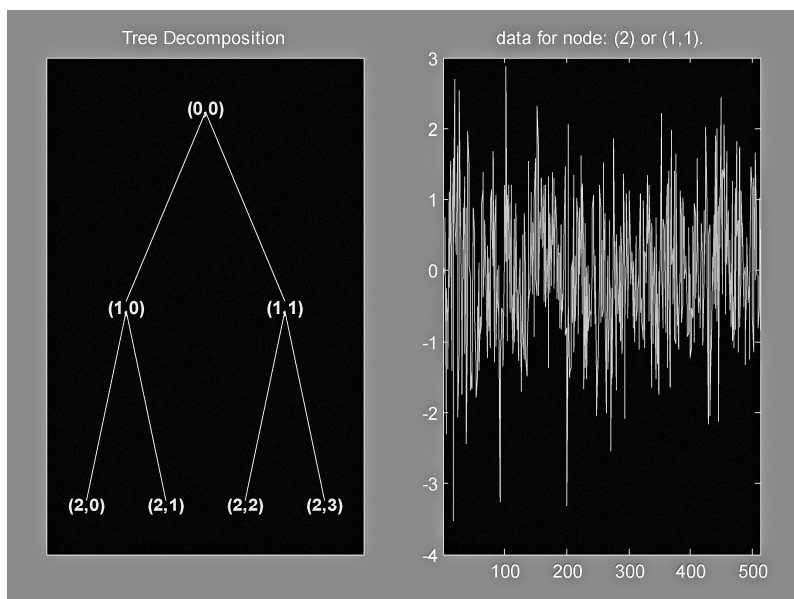 Tree Decomposition
(0,0)
(1,0) (1,1)
(2,0) (2,1) (2,2) (2,3)
data for node: (2) or (1,1).
3
2
1
0
-1
-2
-3
-4
100 200 300 400 500